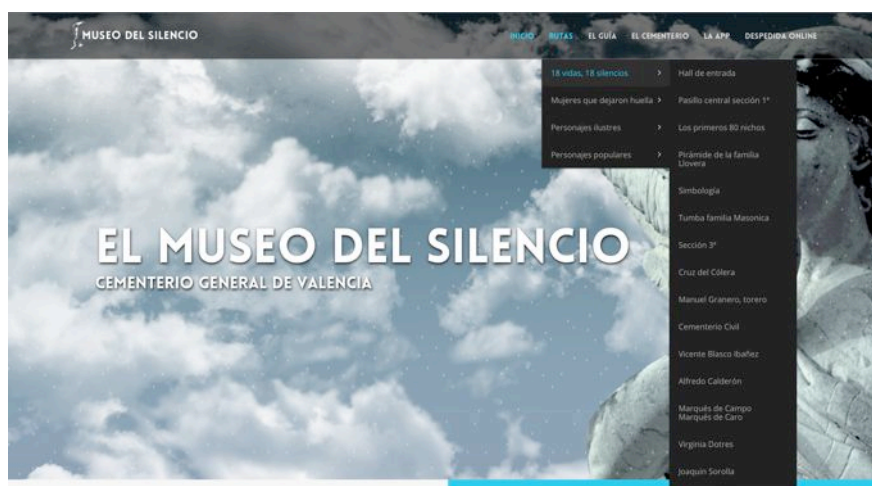 MUSEO DEL SILENCIO
INICIO RUTAS EL GUÍA EL CEMENTERIO LA APP DESPEDIDA ONLINE
18 vidas, 18 silencios
Mujeres que dejaron huella
Personajes ilustres
Personajes populares
Hall de entrada
Pasillo central sección 1ª
Los primeros 80 nichos
Pirámide de la familia
Llovera
Simbología
Tumba familia Masonica
Sección 3ª
Cruz del Cólera
Manuel Granero, torero
Cementerio Civil
Vicente Blasco Ibañez
Alfredo Calderón
Marqués de Campo
Marqués de Caro
Virginia Dotres
Joaquín Sorolla
EL MUSEO DEL SILENCIO
CEMENTERIO GENERAL DE VALENCIA